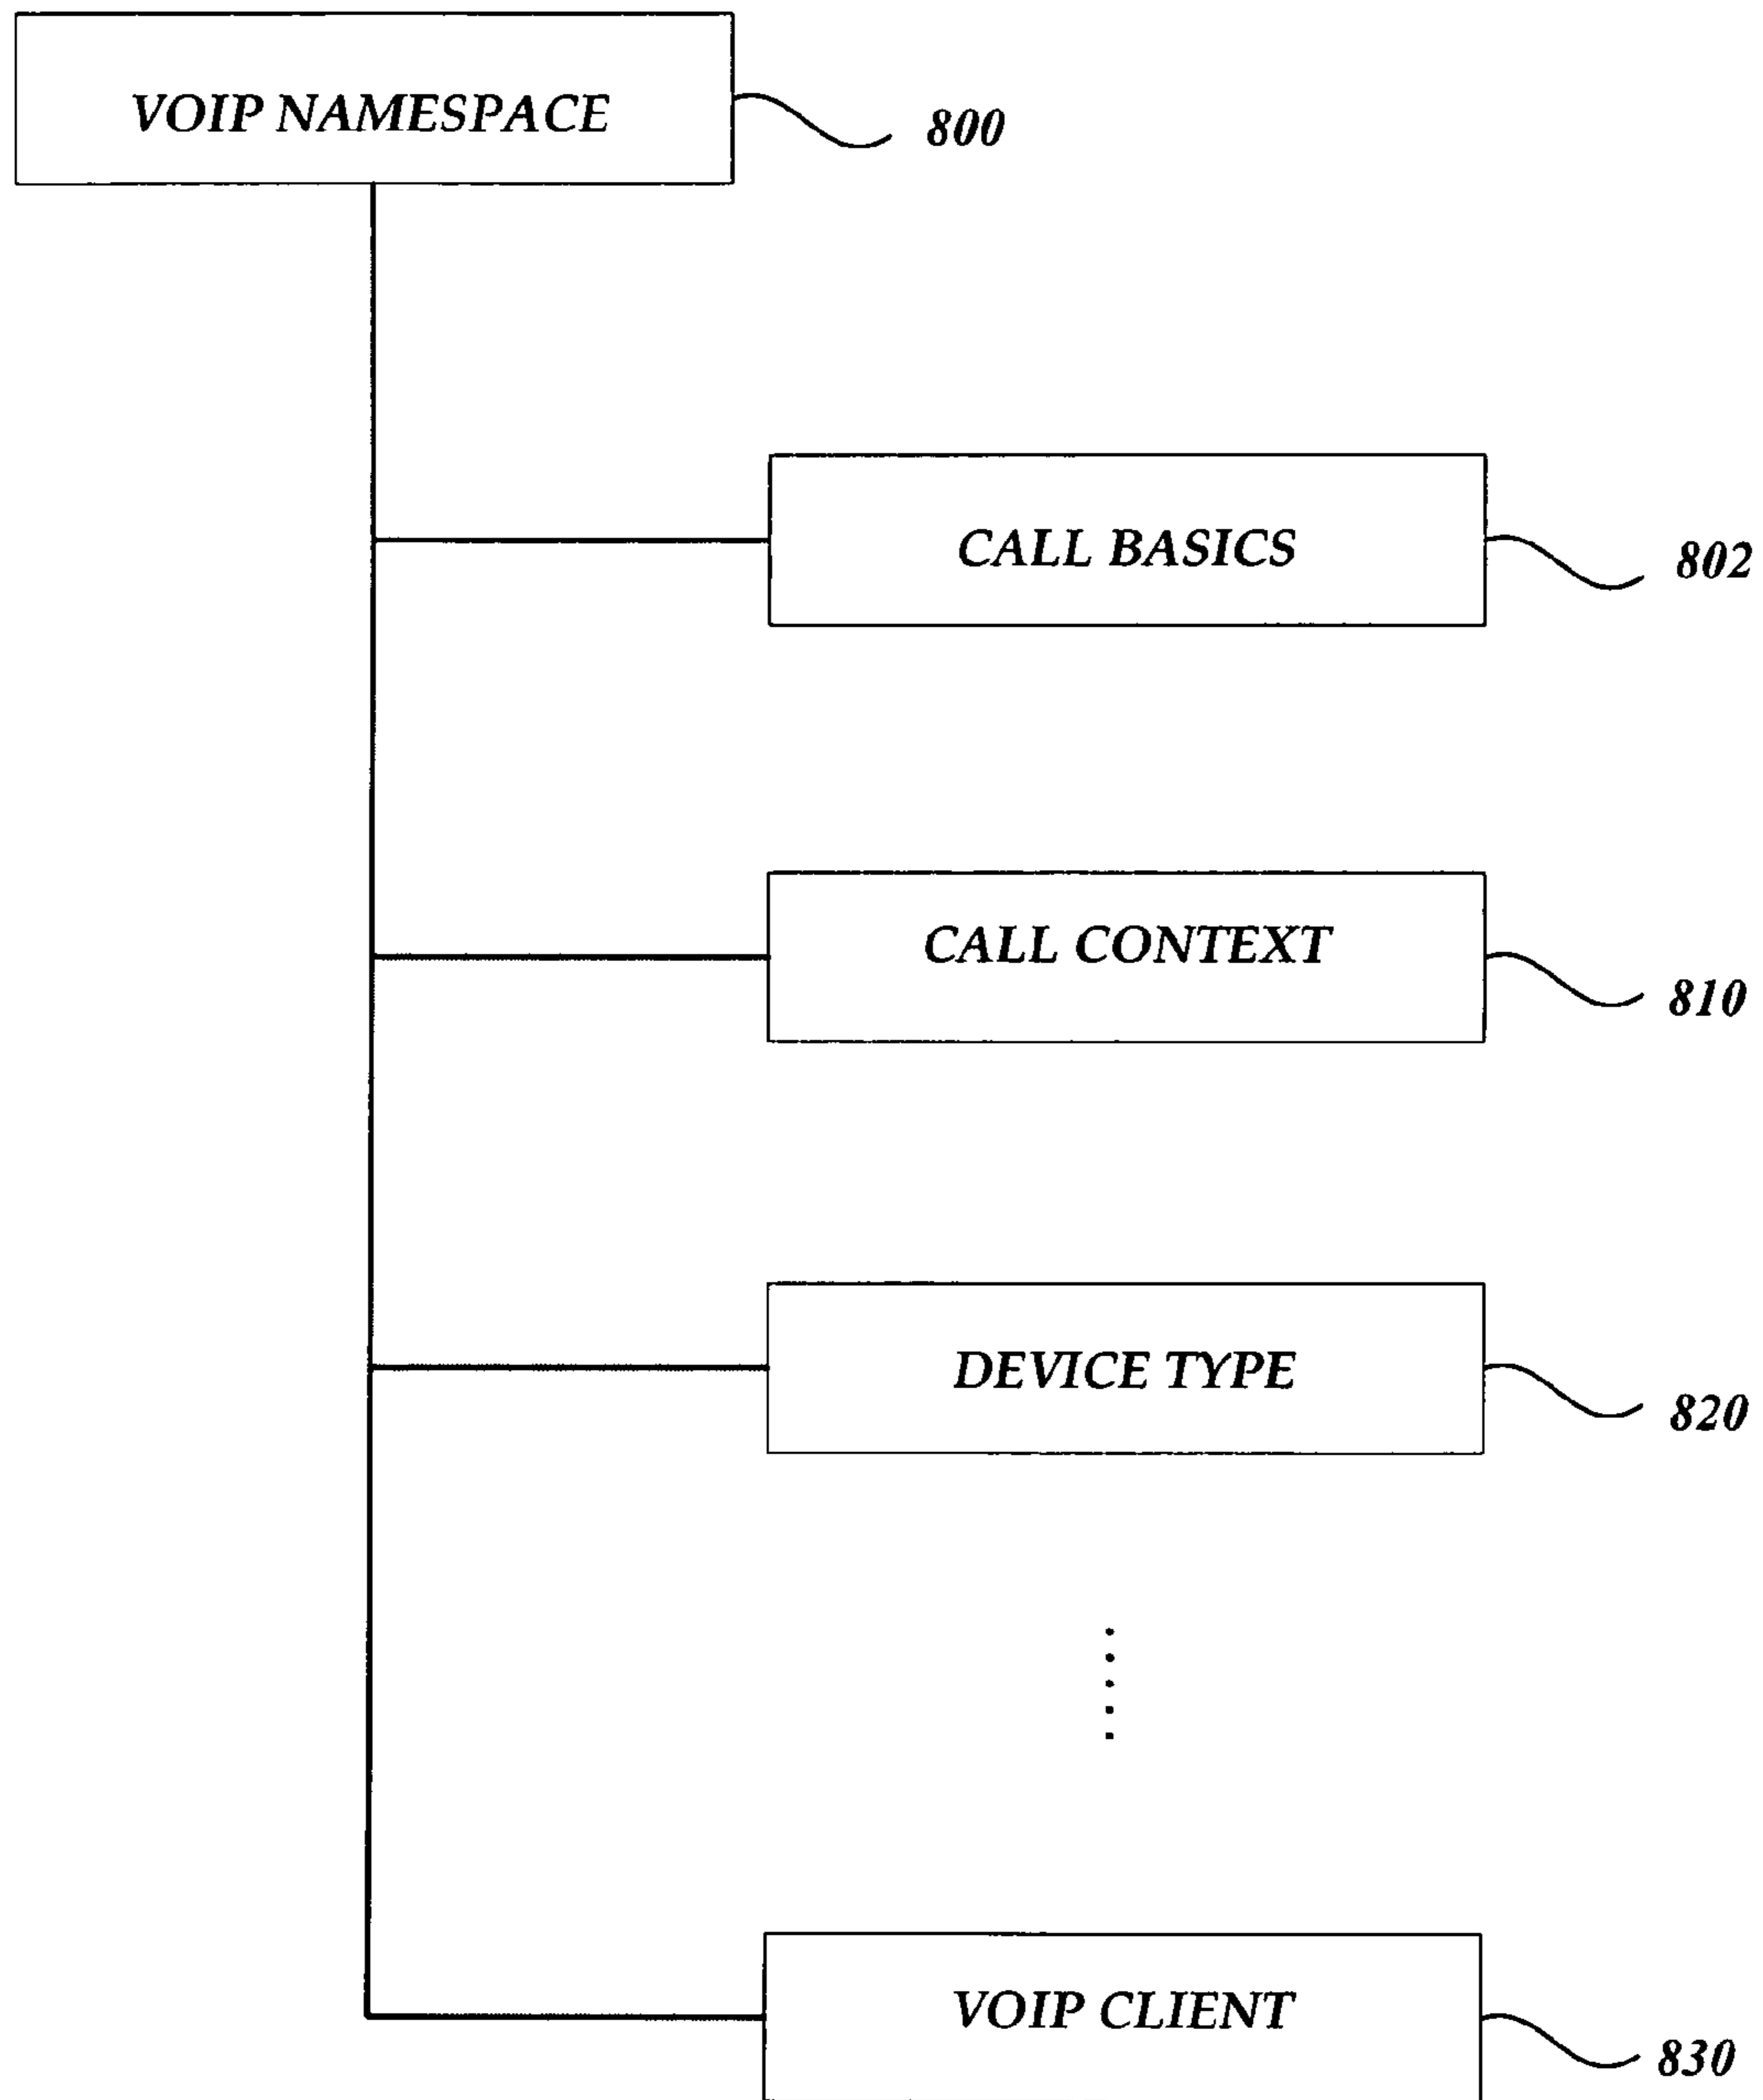 VOIP NAMESPACE
800
CALL BASICS
802
CALL CONTEXT
810
DEVICE TYPE
820
VOIP CLIENT
830